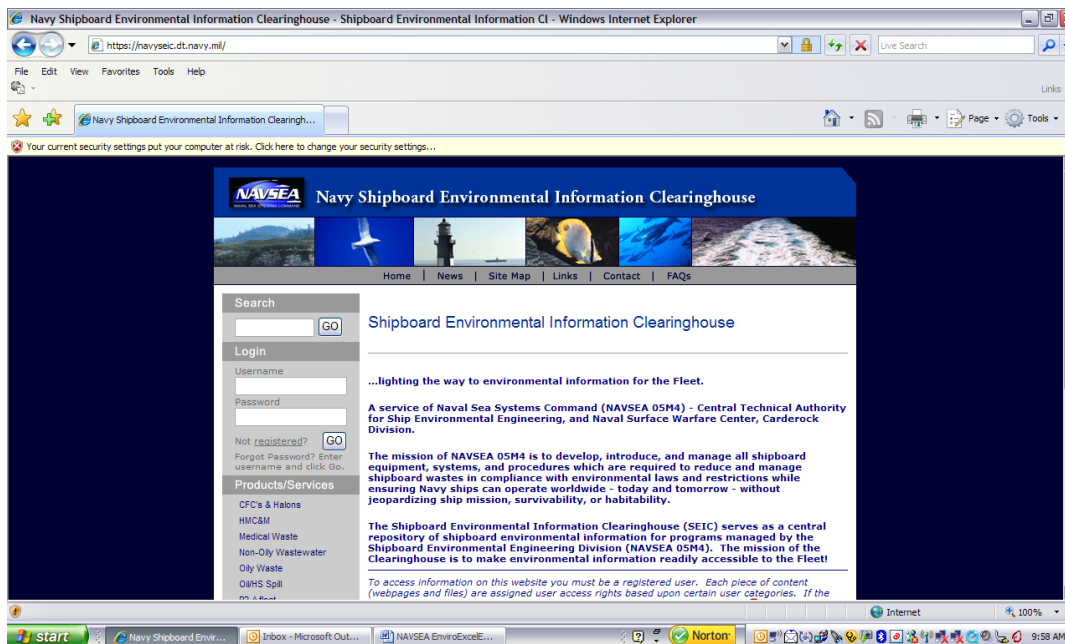 Navy Shipboard Environmental Information Clearinghouse - Shipboard Environmental Information Cl - Windows Internet Explorer
https://navyseic.dt.navy.mil/
Live Search
File Edit View Favorites Tools Help
Links
Navy Shipboard Environmental Information Clearingh...
Page Tools
Your current security settings put your computer at risk. Click here to change your security settings...
NAVSEA
NAVAL SEA SYSTEMS COMMAND
Navy Shipboard Environmental Information Clearinghouse
Home | News | Site Map | Links | Contact | FAQs
Search
GO
Login
Username
Password
Not registered? GO
Forgot Password? Enter
username and click Go.
Products/Services
CFC's & Halons
HMC&M
Medical Waste
Non-Oily Wastewater
Oily Waste
Oil/HS Spill
P2 Afloat
Shipboard Environmental Information Clearinghouse
...lighting the way to environmental information for the Fleet.
A service of Naval Sea Systems Command (NAVSEA 05M4) - Central Technical Authority
for Ship Environmental Engineering, and Naval Surface Warfare Center, Carderock
Division.
The mission of NAVSEA 05M4 is to develop, introduce, and manage all shipboard
equipment, systems, and procedures which are required to reduce and manage
shipboard wastes in compliance with environmental laws and restrictions while
ensuring Navy ships can operate worldwide - today and tomorrow - without
jeopardizing ship mission, survivability, or habitability.
The Shipboard Environmental Information Clearinghouse (SEIC) serves as a central
repository of shipboard environmental information for programs managed by the
Shipboard Environmental Engineering Division (NAVSEA 05M4). The mission of the
Clearinghouse is to make environmental information readily accessible to the Fleet!
To access information on this website you must be a registered user. Each piece of content
(webpages and files) are assigned user access rights based upon certain user categories. If the
Internet 100%
start Navy Shipboard Envir... Inbox - Microsoft Out... NAVSEA EnviroExcelE... Norton 9:58 AM